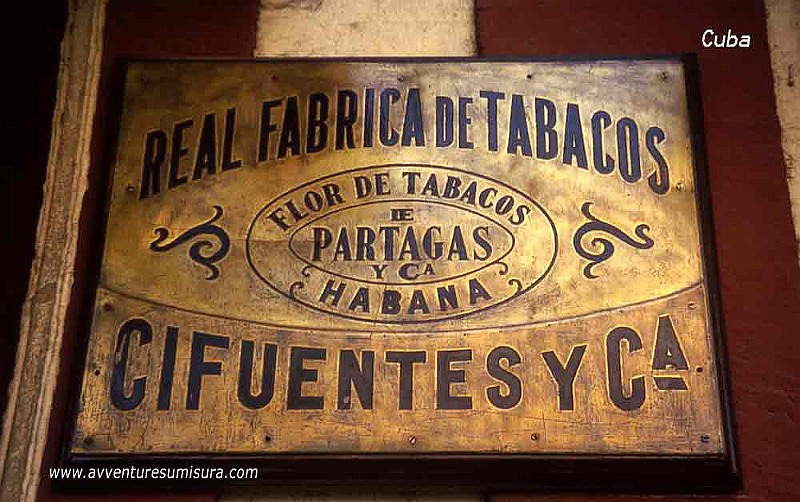 Cuba
REAL FABRICA DE TABACOS
FLOR DE TABACOS
DE
PARTAGAS
Y Cª
HABANA
CIFUENTES Y Cª
www.avventuresumisura.com